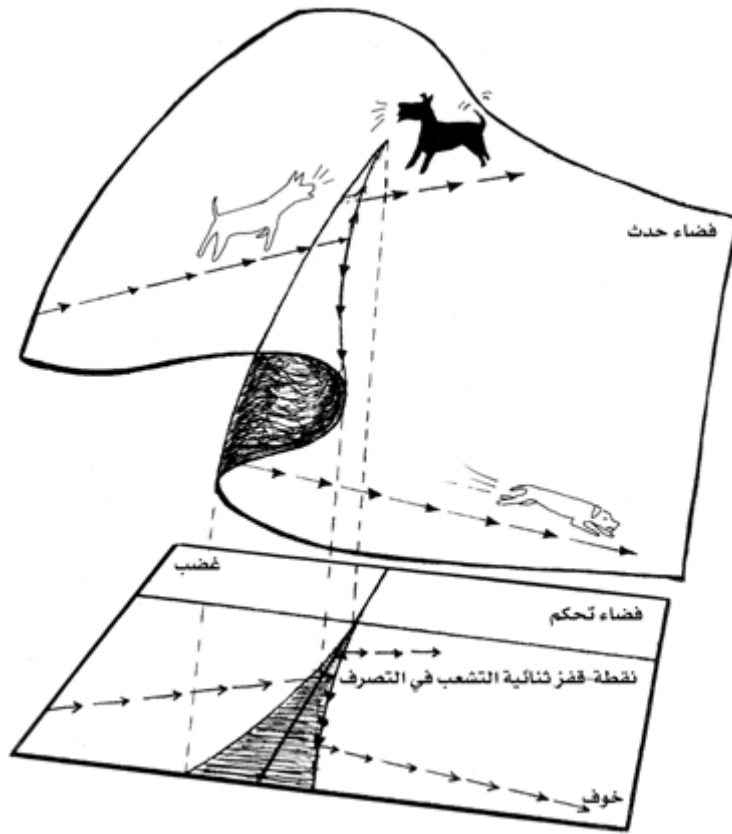 فضاء حدث
غضب
فضاء تحكم
نقطة قفز ثنائية التشعب في التصرف
خوف